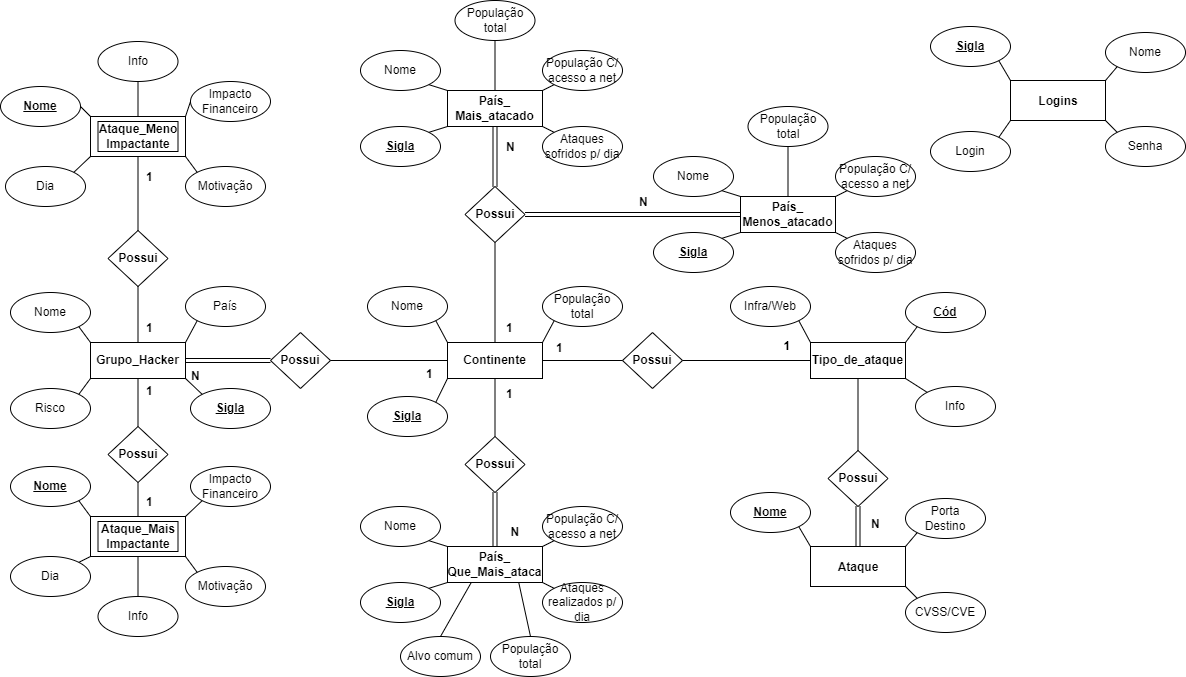 População
total
Nome
População C/
acesso a net
País_
Mais_atacado
Sigla
Ataques
sofridos p/ dia
N
Info
Nome
Impacto
Financeiro
Ataque_Meno
Impactante
Dia
Motivação
1
Possui
1
Sigla
Nome
Logins
Login
Senha
População
total
Nome
População C/
acesso a net
País_
Menos_atacado
Sigla
Ataques
sofridos p/ dia
N
Possui
1
Nome
País
Grupo_Hacker
Risco
Sigla
N
Possui
1
Nome
População
total
Continente
Sigla
1
Possui
1
Infra/Web
Cód
Tipo_de_ataque
Info
1
Possui
1
Nome
Impacto
Financeiro
Ataque_Mais
Impactante
Dia
Motivação
Info
1
Possui
N
Nome
População C/
acesso a net
País_
Que_Mais_ataca
Sigla
Ataques
realizados p/
dia
Alvo comum
População
total
Possui
N
Nome
Porta
Destino
Ataque
CVSS/CVE